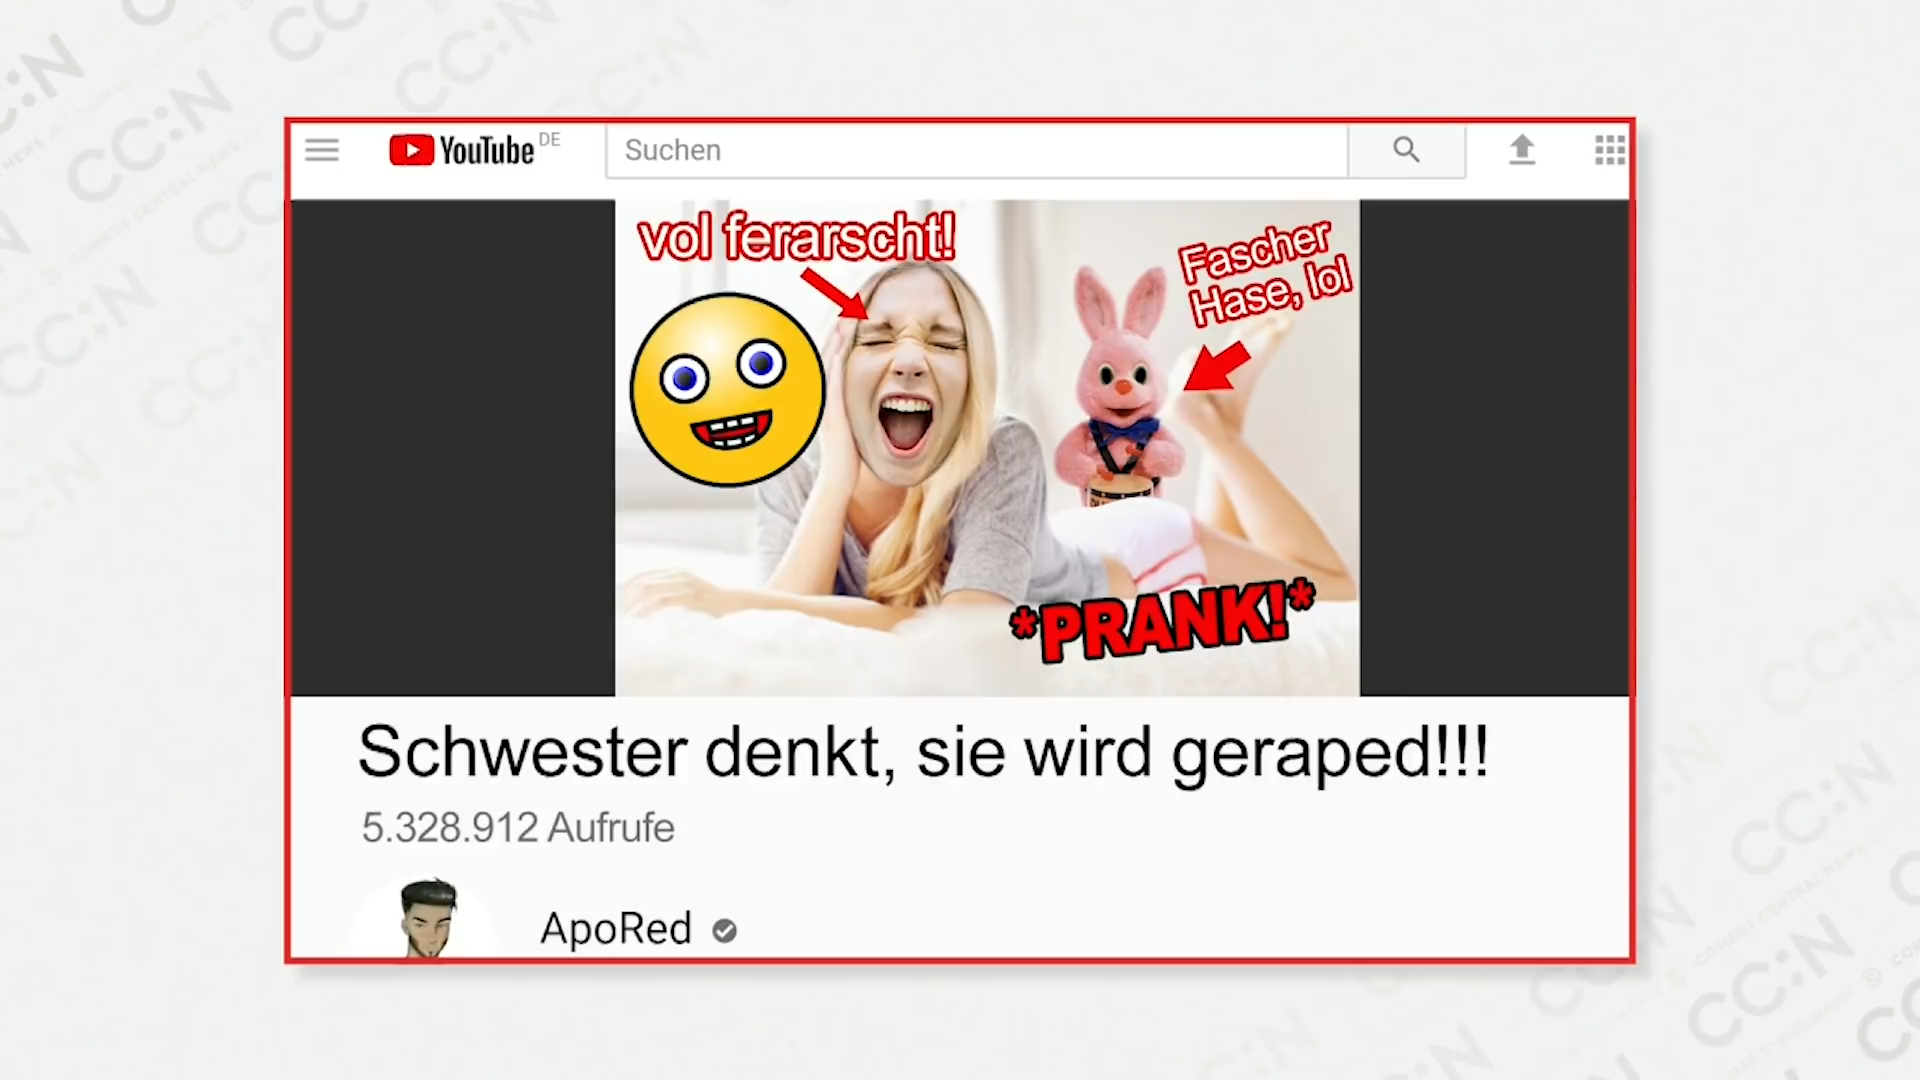 YouTube DE
Suchen
vol ferarscht!
Fascher
Hase, lol
*PRANK!*
Schwester denkt, sie wird geraped!!!
5.328.912 Aufrufe
ApoRed
CC:N